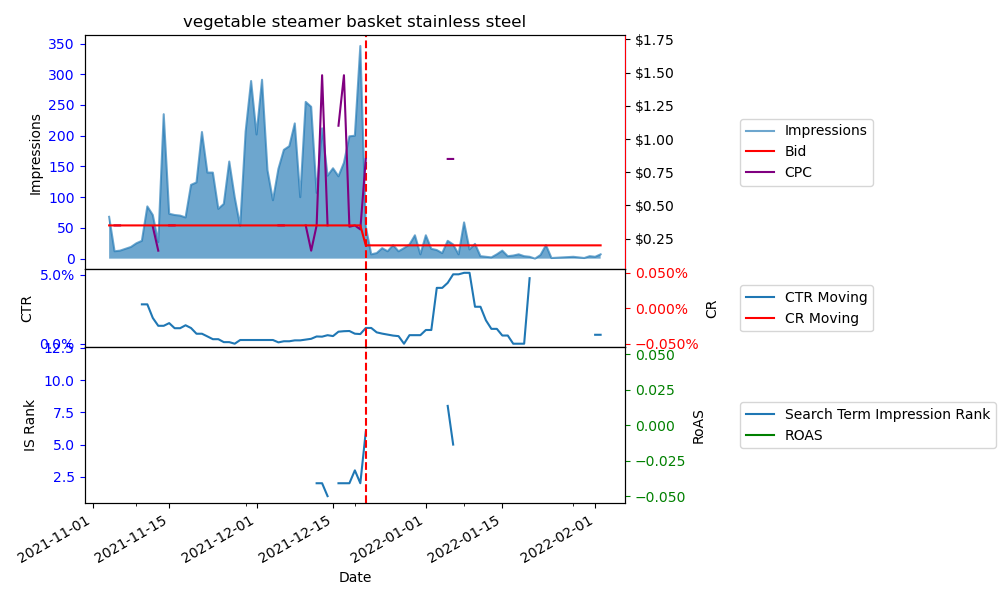 vegetable steamer basket stainless steel
350
300
250
200
150
100
50
0
Impressions
$1.75
$1.50
$1.25
$1.00
$0.75
$0.50
$0.25
Impressions
Bid
CPC
5.0%
0.0%
CTR
0.050%
0.000%
−0.050%
CR
CTR Moving
CR Moving
12.5
10.0
7.5
5.0
2.5
IS Rank
0.050
0.025
0.000
−0.025
−0.050
RoAS
Search Term Impression Rank
ROAS
2021-11-01
2021-11-15
2021-12-01
2021-12-15
2022-01-01
2022-01-15
2022-02-01
Date